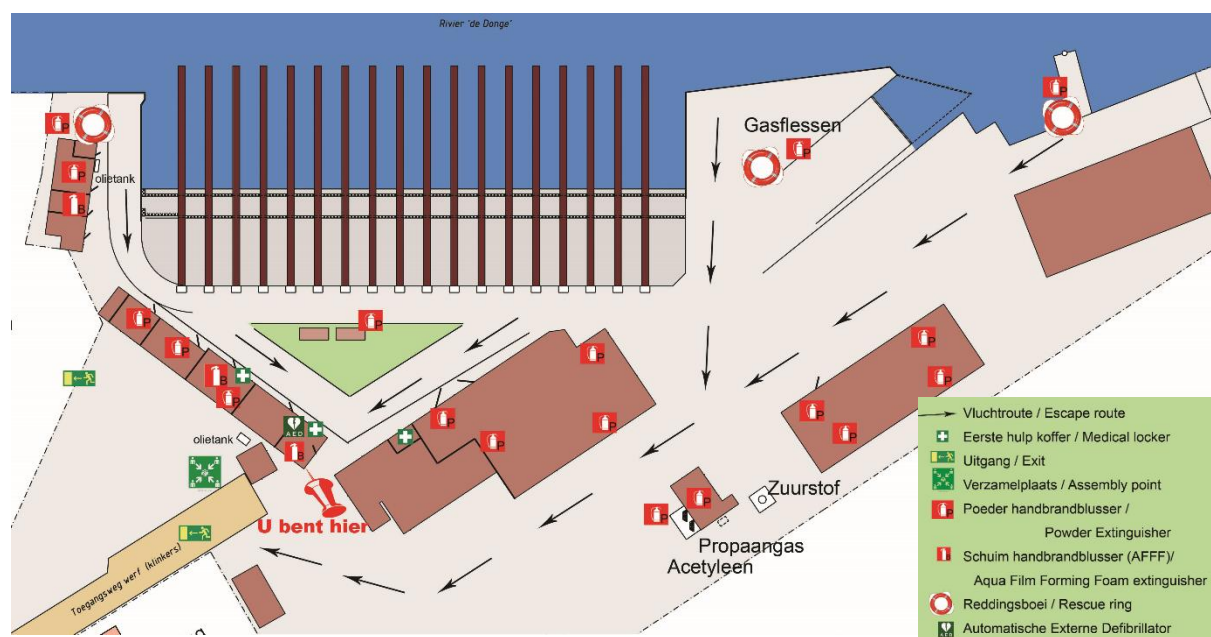 Rivier 'de Donge'
Gasflessen
P
P
P
P
olietank
P
B
P
P
P
P
P
B
P
P
P
A E D
P
P
P
P
P
B
olietank
U bent hier
Zuurstof
P
P
Propaangas
Acetyleen
Toegangsweg werf (klinkers)
Vluchtroute / Escape route
Eerste hulp koffer / Medical locker
Uitgang / Exit
Verzamelplaats / Assembly point
P
Poeder handbrandblusser /
Powder Extinguisher
B
Schuim handbrandblusser (AFFF)/
Aqua Film Forming Foam extinguisher
Reddingsboei / Rescue ring
A E D
Automatische Externe Defibrillator